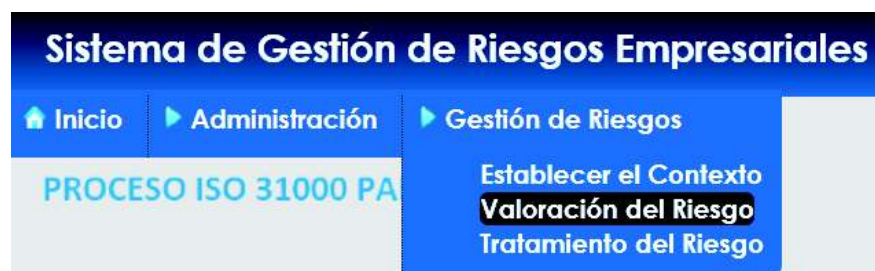 Sistema de Gestión de Riesgos Empresariales
Inicio Administración Gestión de Riesgos
Establecer el Contexto
PROCESO ISO 31000 PA
Valoración del Riesgo
Tratamiento del Riesgo